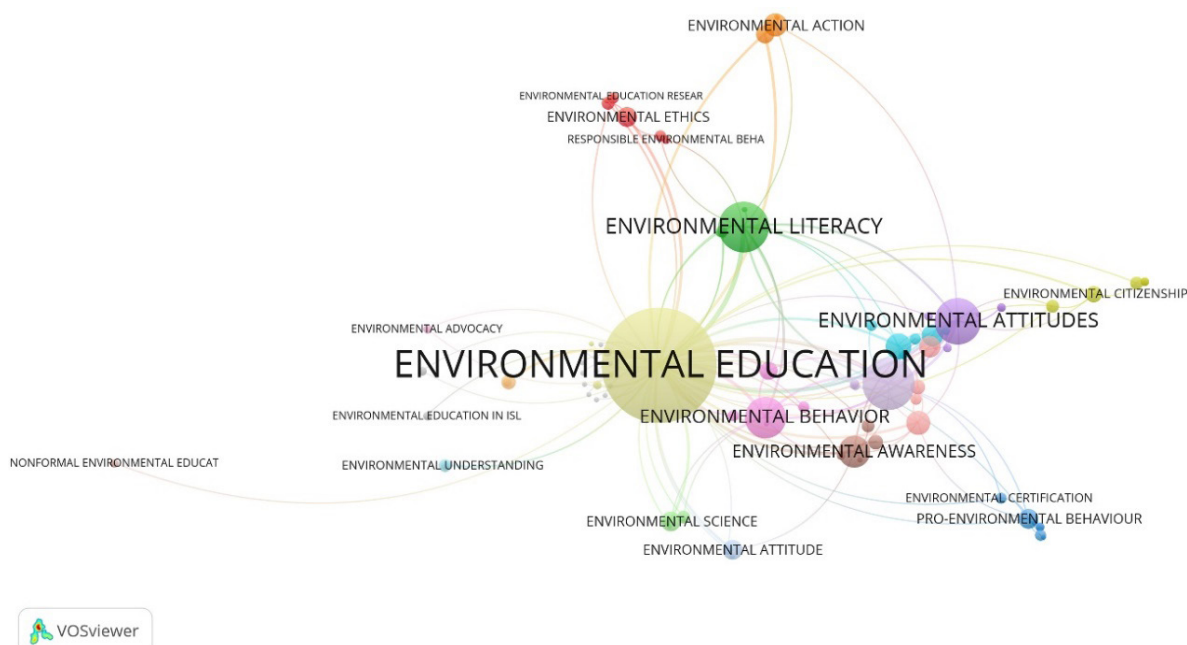 ENVIRONMENTAL ACTION
ENVIRONMENTAL EDUCATION RESEAR
ENVIRONMENTAL ETHICS
RESPONSIBLE ENVIRONMENTAL BEHA
ENVIRONMENTAL LITERACY
ENVIRONMENTAL CITIZENSHIP
ENVIRONMENTAL ATTITUDES
ENVIRONMENTAL ADVOCACY
ENVIRONMENTAL EDUCATION
ENVIRONMENTAL EDUCATION IN ISL
ENVIRONMENTAL BEHAVIOR
ENVIRONMENTAL AWARENESS
NONFORMAL ENVIRONMENTAL EDUCAT
ENVIRONMENTAL UNDERSTANDING
ENVIRONMENTAL CERTIFICATION
ENVIRONMENTAL SCIENCE
PRO-ENVIRONMENTAL BEHAVIOUR
ENVIRONMENTAL ATTITUDE
VOSviewer